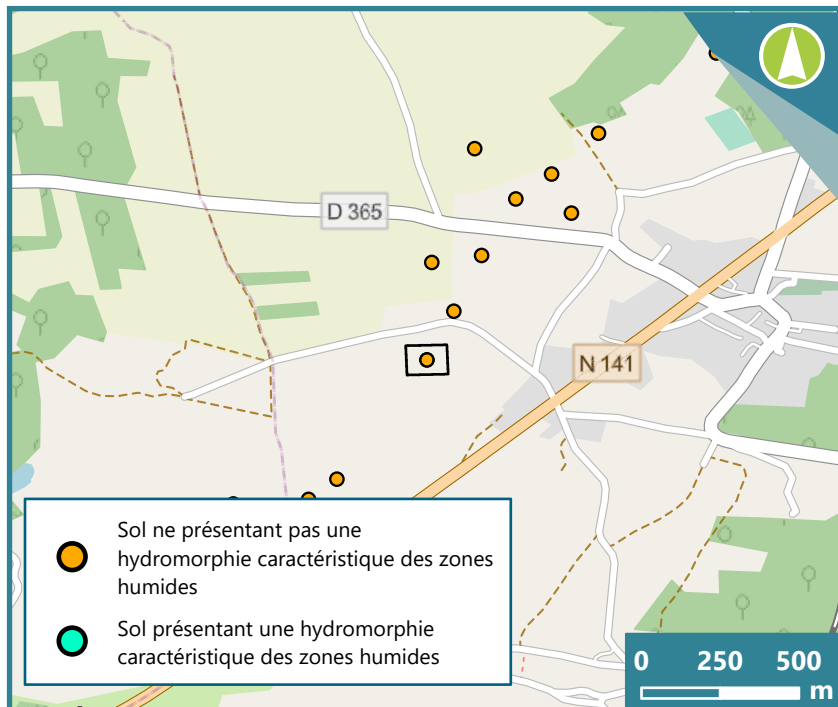 D 365
N 141
Sol ne présentant pas une
hydromorphie caractéristique des zones
humides
Sol présentant une hydromorphie
caractéristique des zones humides
0 250 500
m